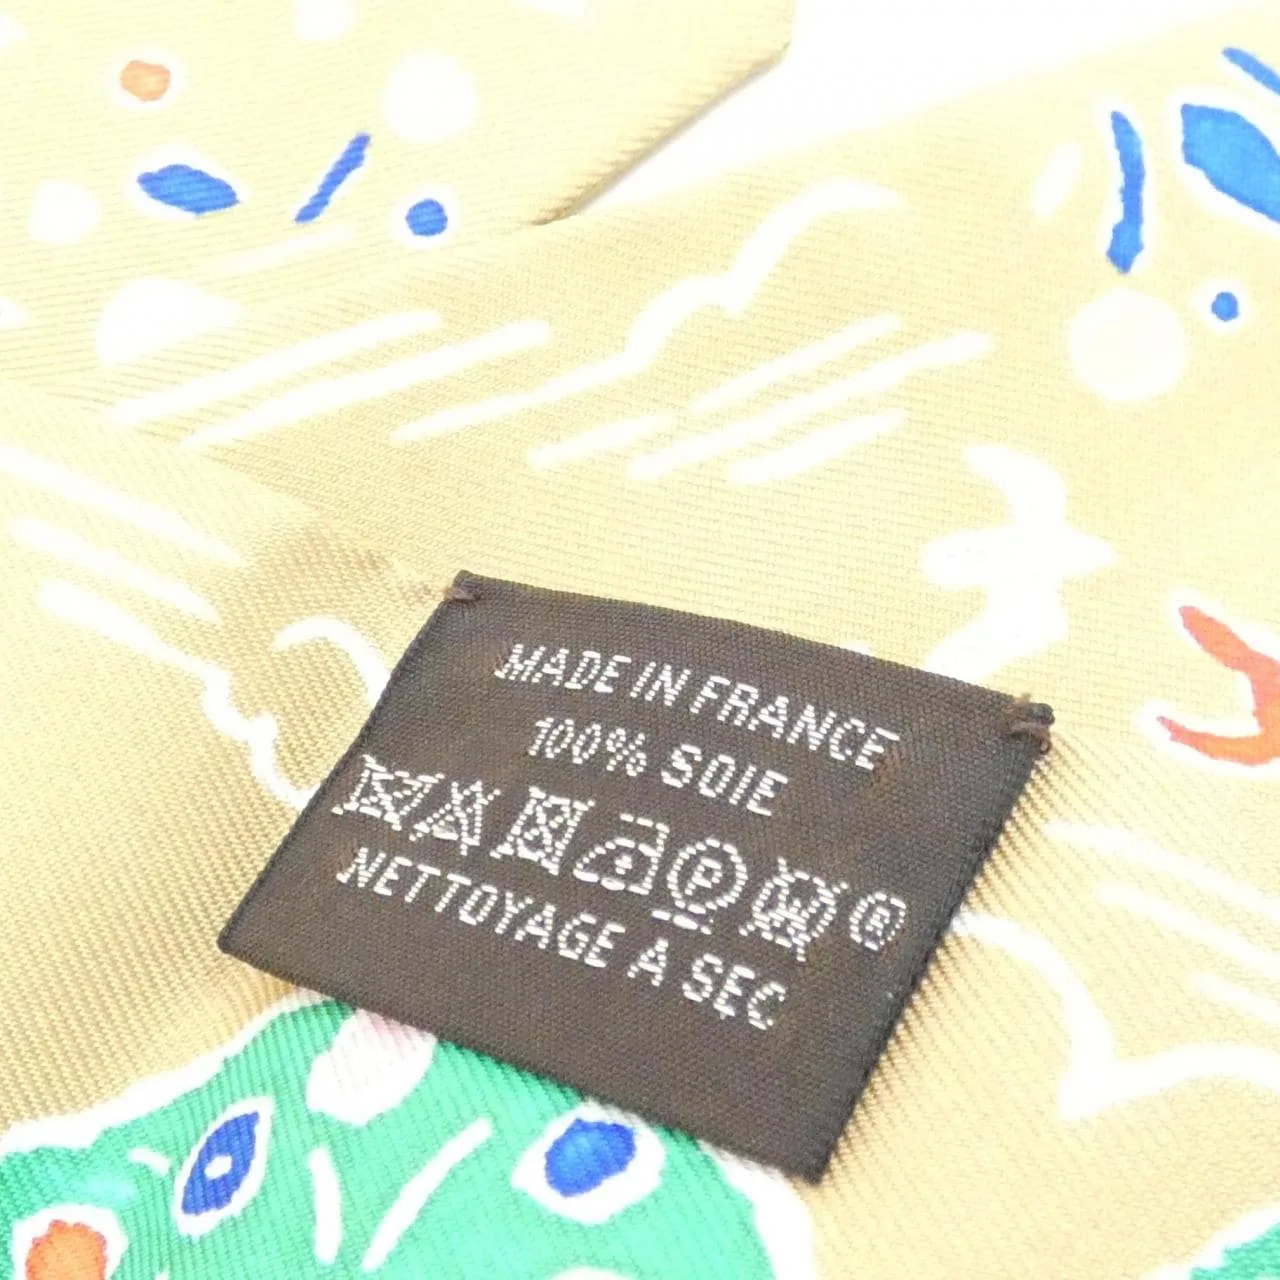 MADE IN FRANCE
100% SOIE
P W ®
NETTOYAGE A SEC